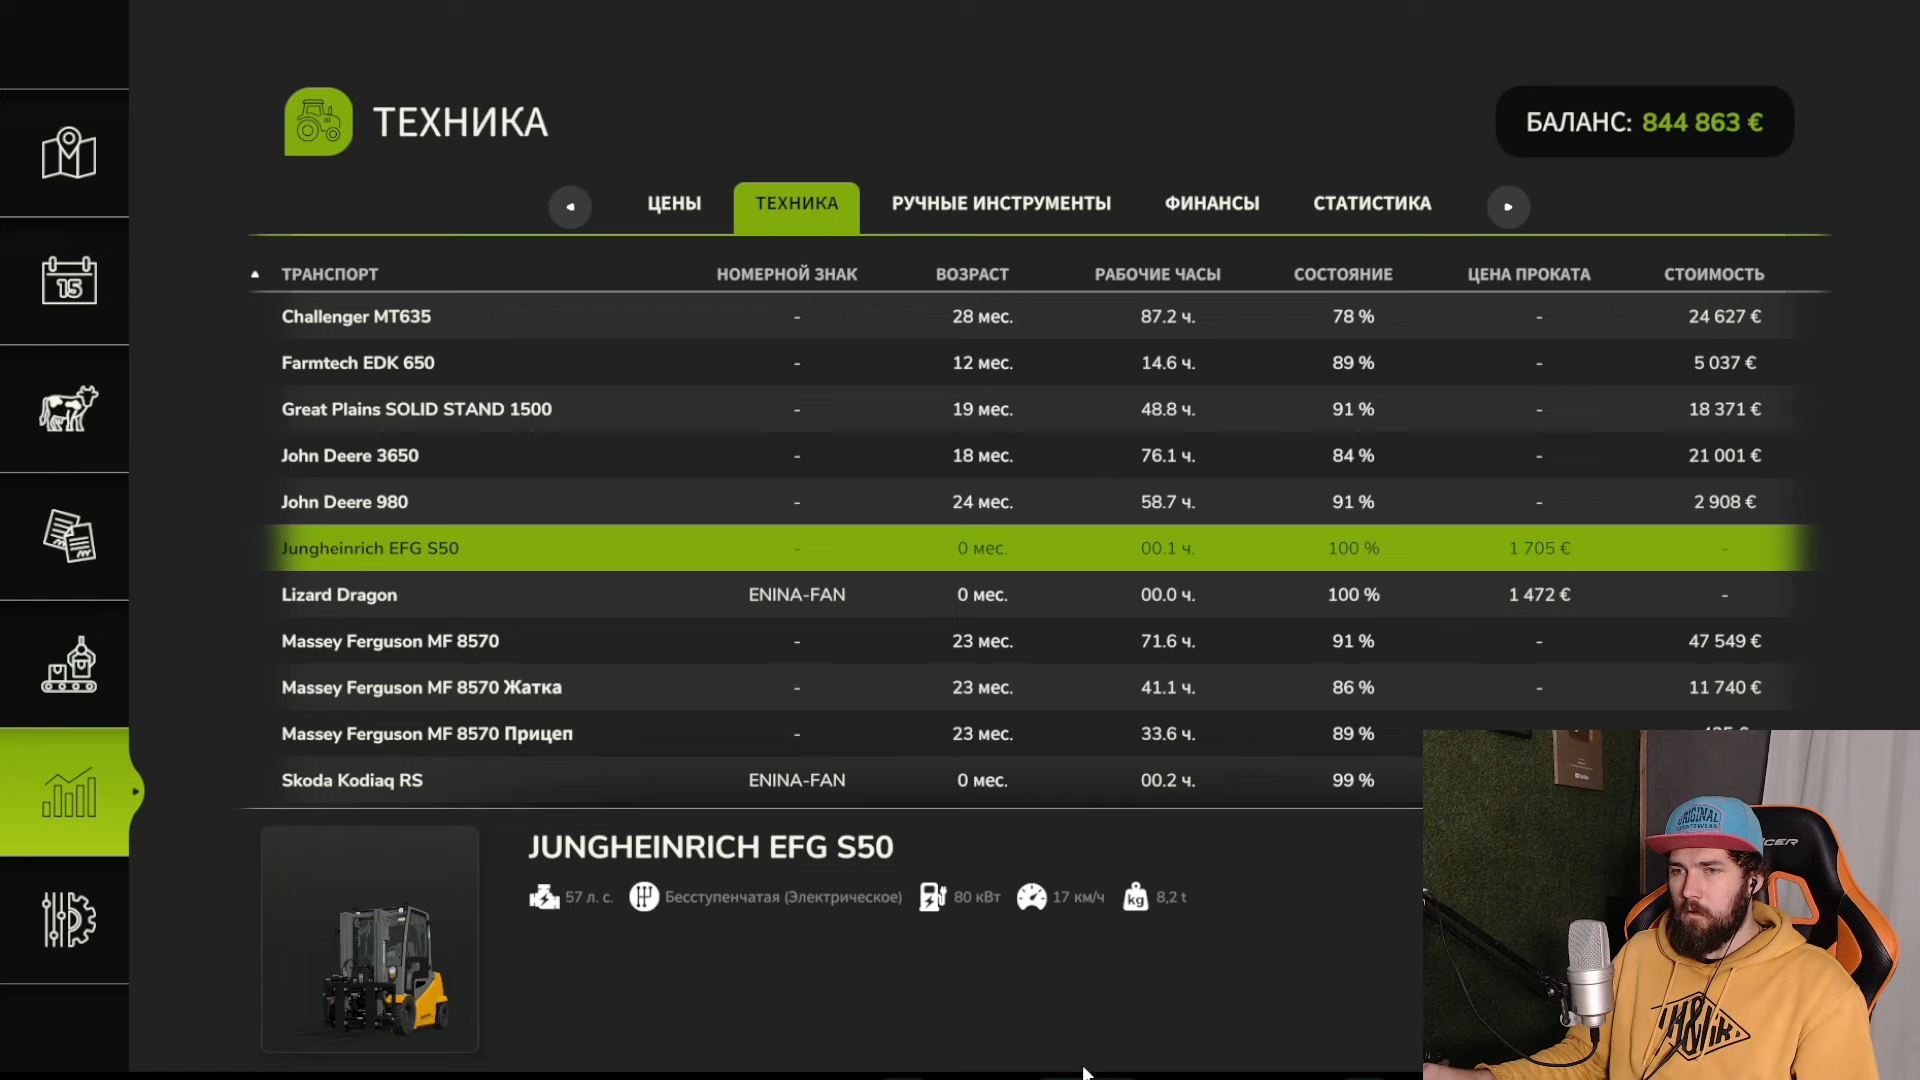 ТЕХНИКА
БАЛАНС: 844 863 €
ЦЕНЫ ТЕХНИКА РУЧНЫЕ ИНСТРУМЕНТЫ ФИНАНСЫ СТАТИСТИКА
ТРАНСПОРТ НОМЕРНОЙ ЗНАК ВОЗРАСТ РАБОЧИЕ ЧАСЫ СОСТОЯНИЕ ЦЕНА ПРОКАТА СТОИМОСТЬ
Challenger MT635 - 28 мес. 87.2 ч. 78 % - 24 627 €
Farmtech EDK 650 - 12 мес. 14.6 ч. 89 % - 5 037 €
Great Plains SOLID STAND 1500 - 19 мес. 48.8 ч. 91 % - 18 371 €
John Deere 3650 - 18 мес. 76.1 ч. 84 % - 21 001 €
John Deere 980 - 24 мес. 58.7 ч. 91 % - 2 908 €
Jungheinrich EFG S50 - 0 мес. 00.1 ч. 100 % 1 705 € -
Lizard Dragon ENINA-FAN 0 мес. 00.0 ч. 100 % 1 472 € -
Massey Ferguson MF 8570 - 23 мес. 71.6 ч. 91 % - 47 549 €
Massey Ferguson MF 8570 Жатка - 23 мес. 41.1 ч. 86 % - 11 740 €
Massey Ferguson MF 8570 Прицеп - 23 мес. 33.6 ч. 89 %
Skoda Kodiaq RS ENINA-FAN 0 мес. 00.2 ч. 99 %
15
JUNGHEINRICH EFG S50
57 л. с. Бесступенчатая (Электрическое) 80 кВт 17 км/ч kg 8,2 t
ORIGINAL